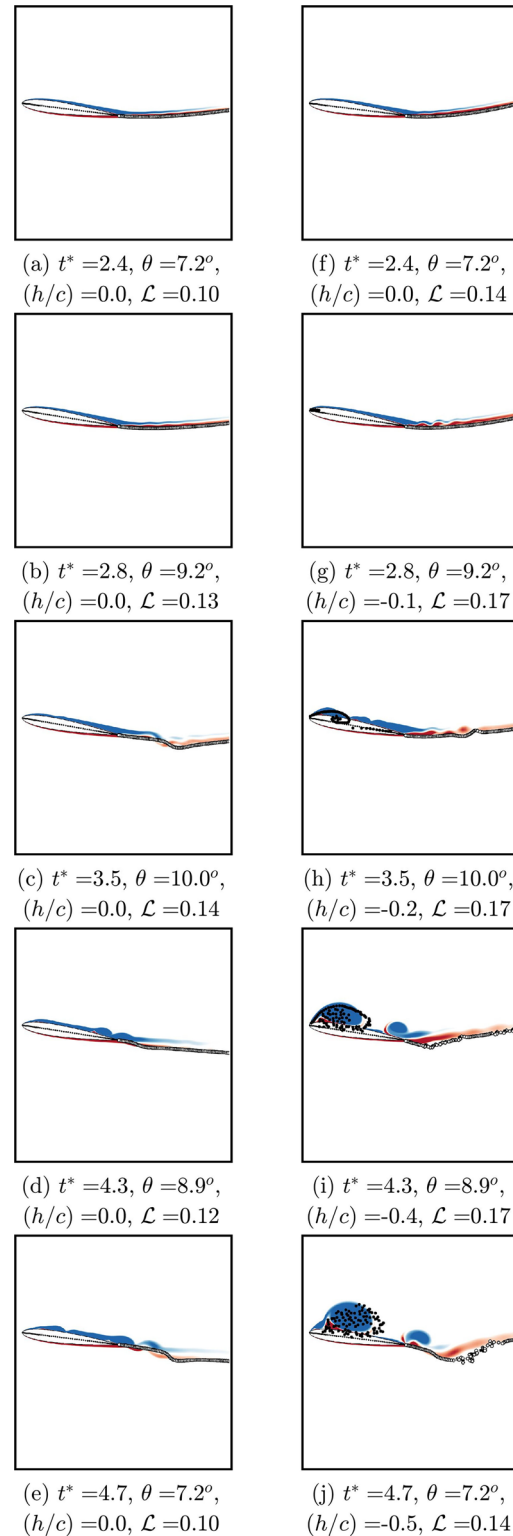 (a) t* =2.4, θ =7.2°,
(h/c) =0.0, ℒ =0.10
(f) t* =2.4, θ =7.2°,
(h/c) =0.0, ℒ =0.14
(b) t* =2.8, θ =9.2°,
(h/c) =0.0, ℒ =0.13
(g) t* =2.8, θ =9.2°,
(h/c) =-0.1, ℒ =0.17
(c) t* =3.5, θ =10.0°,
(h/c) =0.0, ℒ =0.14
(h) t* =3.5, θ =10.0°,
(h/c) =-0.2, ℒ =0.17
(d) t* =4.3, θ =8.9°,
(h/c) =0.0, ℒ =0.12
(i) t* =4.3, θ =8.9°,
(h/c) =-0.4, ℒ =0.17
(e) t* =4.7, θ =7.2°,
(h/c) =0.0, ℒ =0.10
(j) t* =4.7, θ =7.2°,
(h/c) =-0.5, ℒ =0.14